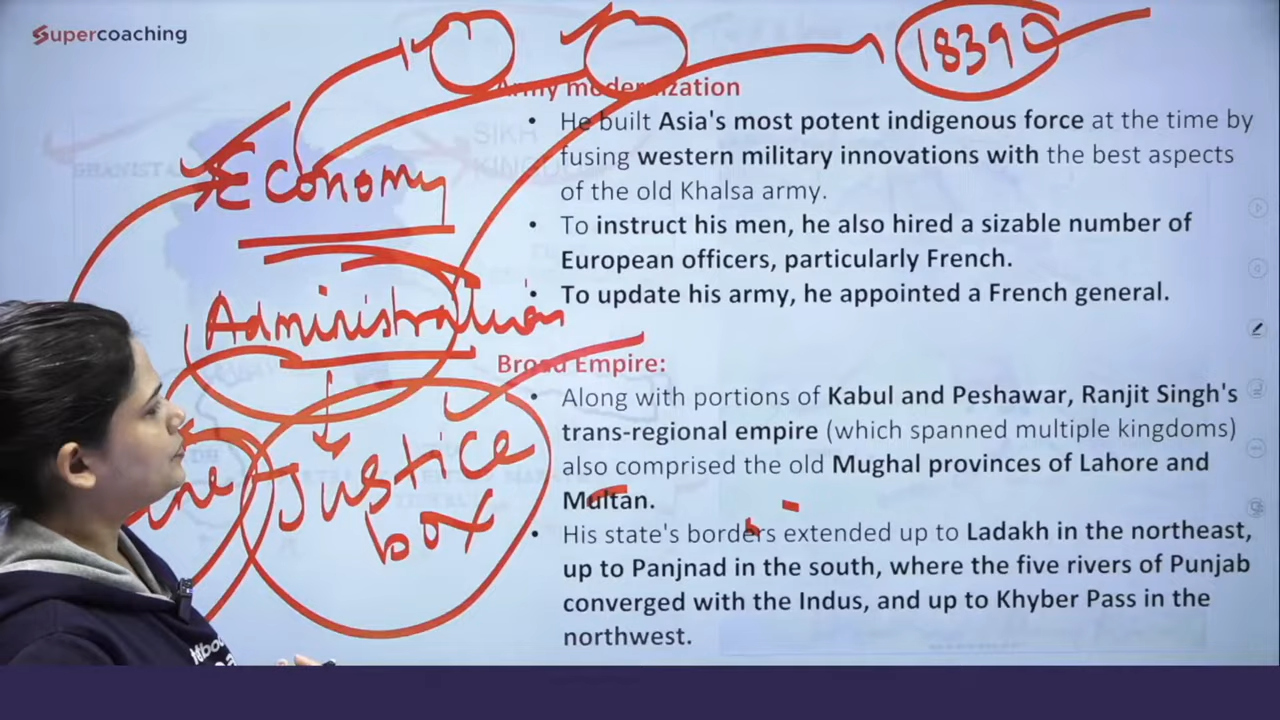 Supercoaching
1839
Army modernization
• He built Asia's most potent indigenous force at the time by
fusing western military innovations with the best aspects
of the old Khalsa army.
• To instruct his men, he also hired a sizable number of
European officers, particularly French.
• To update his army, he appointed a French general.
Broad Empire:
• Along with portions of Kabul and Peshawar, Ranjit Singh's
trans-regional empire (which spanned multiple kingdoms)
also comprised the old Mughal provinces of Lahore and
Multan.
• His state's borders extended up to Ladakh in the northeast,
up to Panjnad in the south, where the five rivers of Punjab
converged with the Indus, and up to Khyber Pass in the
northwest.
Economy
Administration
Justice
box
SIKH